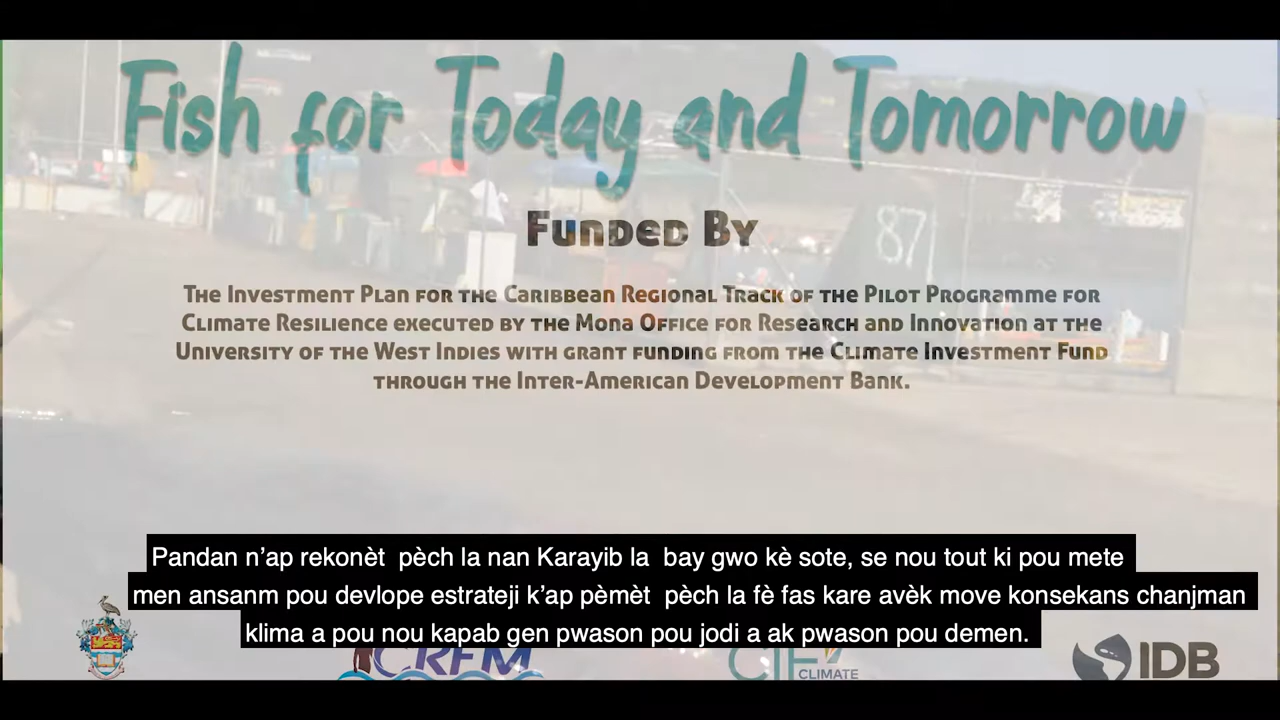 Fish for Today and Tomorrow
Funded By
The Investment Plan for the Caribbean Regional Track of the Pilot Programme for
Climate Resilience executed by the Mona Office for Research and Innovation at the
University of the West Indies with grant funding from the Climate Investment Fund
through the Inter-American Development Bank.
87
Pandan n’ap rekonèt pèch la nan Karayib la bay gwo kè sote, se nou tout ki pou mete
men ansanm pou devlope estrateji k’ap pèmèt pèch la fè fas kare avèk move konsekans chanjman
klima a pou nou kapab gen pwason pou jodi a ak pwason pou demen.
CRFM
CIF
CLIMATE
IDB